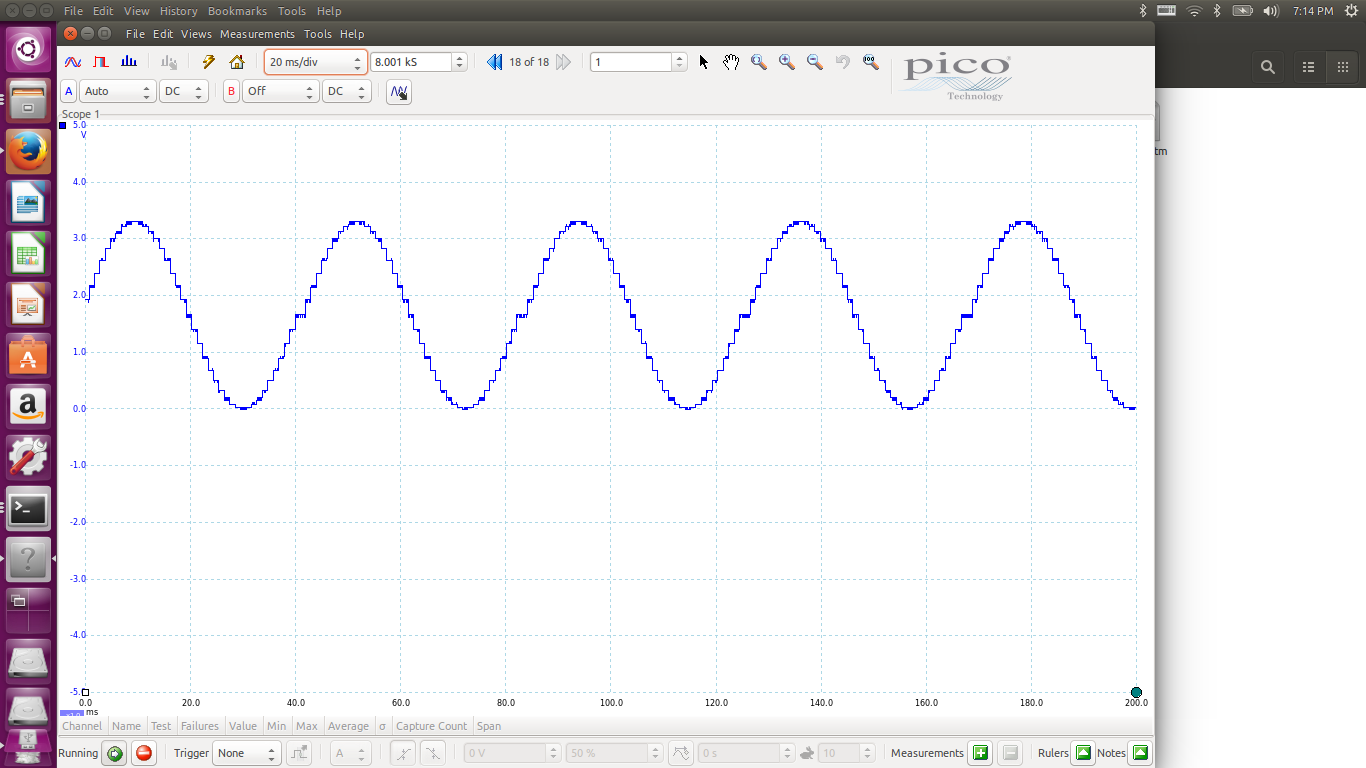 File Edit View History Bookmarks Tools Help 7:14 PM
File Edit Views Measurements Tools Help
20 ms/div 8.001 kS 18 of 18 1
pico
Technology
A Auto DC B Off DC
Scope 1
5.0
V
4.0
3.0
2.0
1.0
0.0
-1.0
-2.0
-3.0
-4.0
-5.0
0.0 20.0 40.0 60.0 80.0 100.0 120.0 140.0 160.0 180.0 200.0
ms
Channel Name Test Failures Value Min Max Average σ Capture Count Span
Running Trigger None A 0 V 50 % 0 s 10 Measurements Rulers Notes
tm